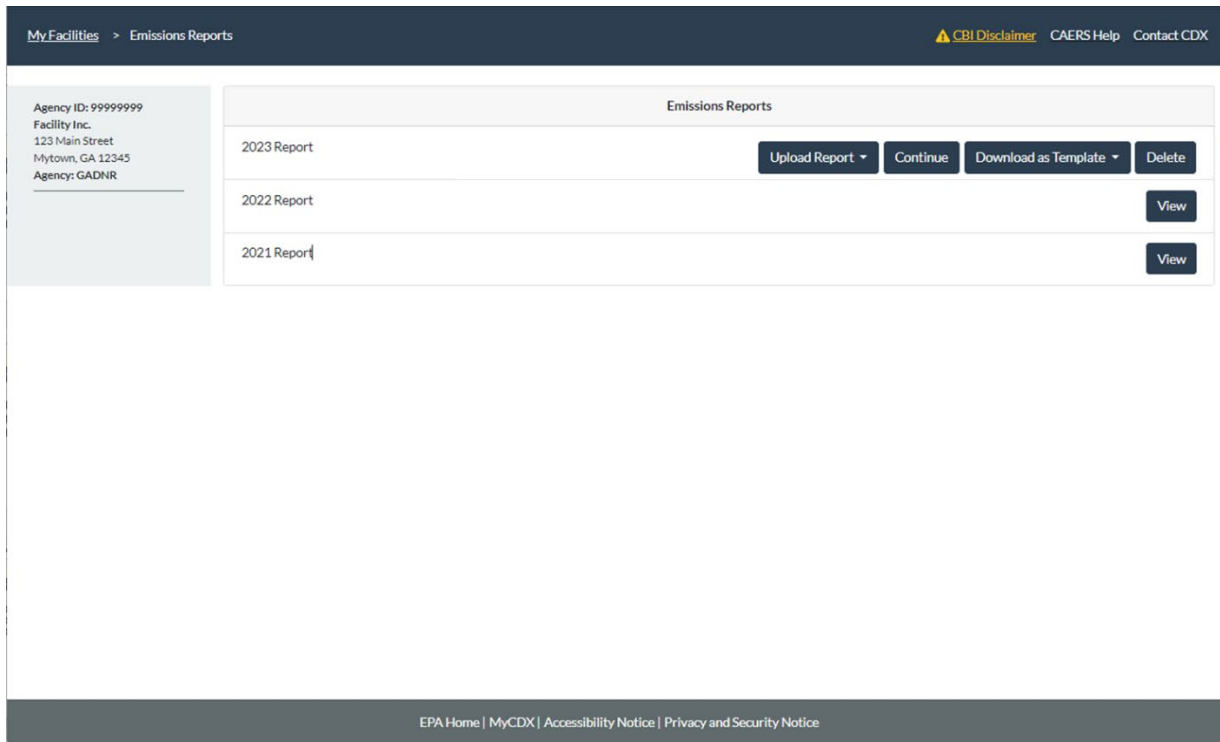 My Facilities > Emissions Reports
CBI Disclaimer CAERS Help Contact CDX
Agency ID: 99999999
Facility Inc.
123 Main Street
Mytown, GA 12345
Agency: GADNR
Emissions Reports
2023 Report
Upload Report Continue Download as Template Delete
2022 Report
View
2021 Report
View
EPA Home | MyCDX | Accessibility Notice | Privacy and Security Notice